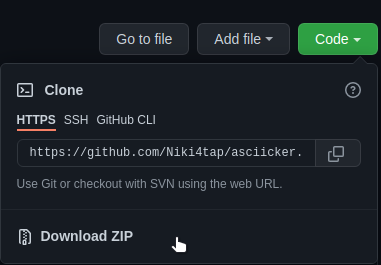 Go to file Add file Code
Clone
HTTPS SSH GitHub CLI
https://github.com/Niki4tap/asciicker.
Use Git or checkout with SVN using the web URL.
Download ZIP